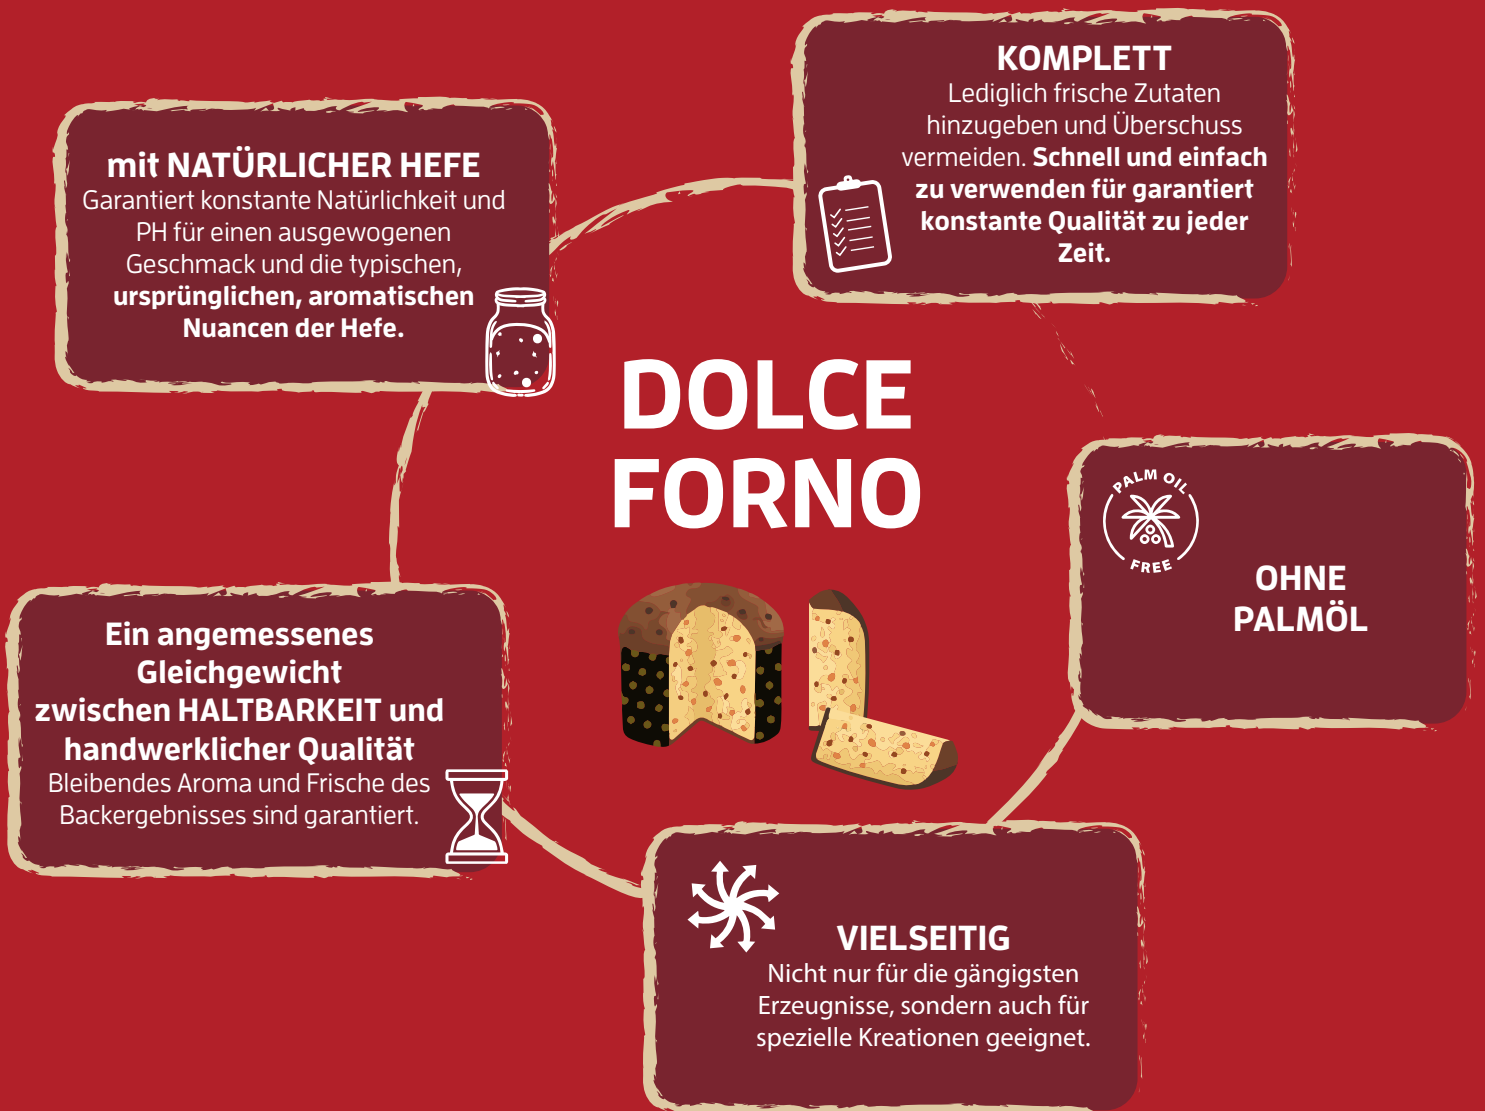 KOMPLETT
Lediglich frische Zutaten
hinzugeben und Überschuss
vermeiden. Schnell und einfach
zu verwenden für garantiert
konstante Qualität zu jeder
Zeit.
mit NATÜRLICHER HEFE
Garantiert konstante Natürlichkeit und
PH für einen ausgewogenen
Geschmack und die typischen,
ursprünglichen, aromatischen
Nuancen der Hefe.
DOLCE
FORNO
PALM OIL
FREE
OHNE
PALMÖL
Ein angemessenes
Gleichgewicht
zwischen HALTBARKEIT und
handwerklicher Qualität
Bleibendes Aroma und Frische des
Backergebnisses sind garantiert.
VIELSEITIG
Nicht nur für die gängigsten
Erzeugnisse, sondern auch für
spezielle Kreationen geeignet.